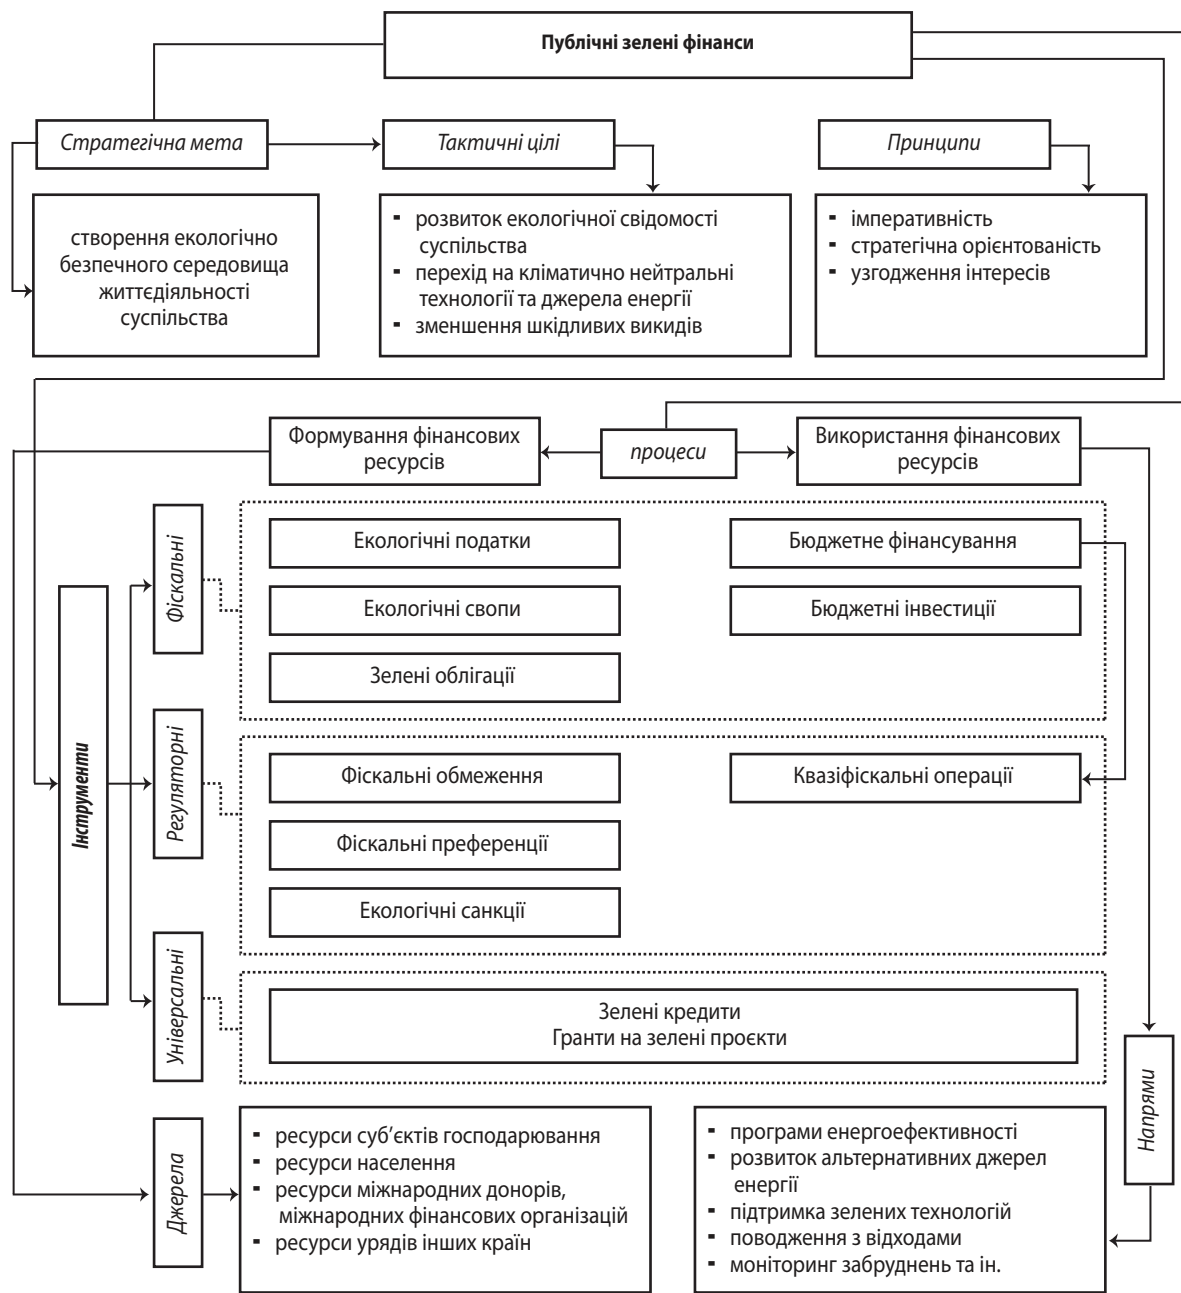 Публічні зелені фінанси
Стратегічна мета
Тактичні цілі
Принципи
створення екологічно
безпечного середовища
життєдіяльності
суспільства
- розвиток екологічної свідомості
суспільства
- перехід на кліматично нейтральні
технології та джерела енергії
- зменшення шкідливих викидів
- імперативність
- стратегічна орієнтованість
- узгодження інтересів
Формування фінансових
ресурсів
процеси
Використання фінансових
ресурсів
Інструменти
Фіскальні
Екологічні податки
Бюджетне фінансування
Екологічні свопи
Бюджетні інвестиції
Зелені облігації
Регуляторні
Фіскальні обмеження
Квазіфіскальні операції
Фіскальні преференції
Екологічні санкції
Універсальні
Зелені кредити
Гранти на зелені проєкти
Напрями
Джерела
- ресурси суб’єктів господарювання
- ресурси населення
- ресурси міжнародних донорів,
міжнародних фінансових організацій
- ресурси урядів інших країн
- програми енергоефективності
- розвиток альтернативних джерел
енергії
- підтримка зелених технологій
- поводження з відходами
- моніторинг забруднень та ін.